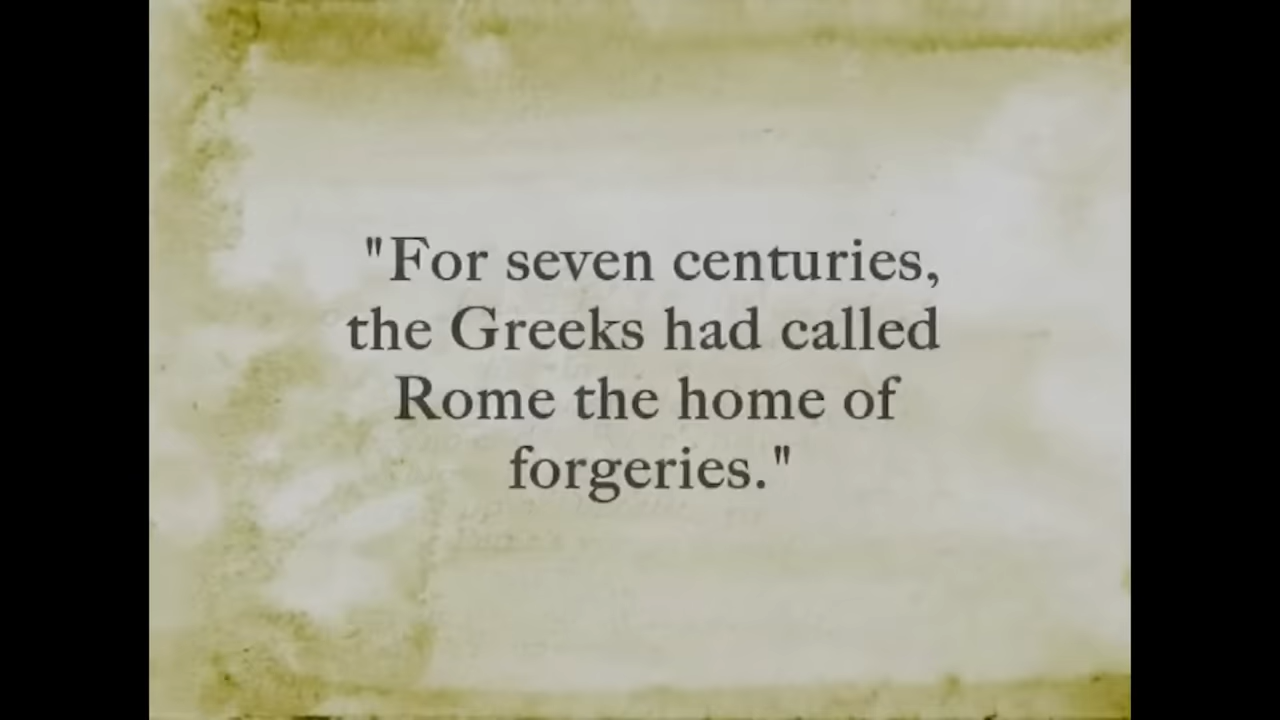 "For seven centuries,
the Greeks had called
Rome the home of
forgeries."